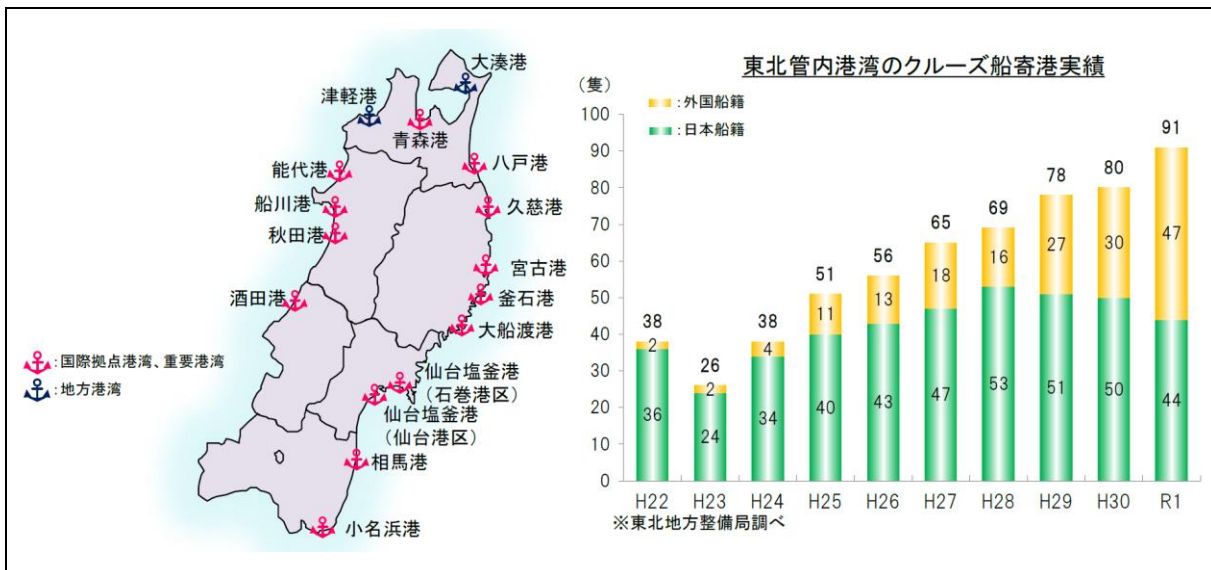 大湊港
津軽港
青森港
能代港
八戸港
船川港
久慈港
秋田港
宮古港
酒田港
釜石港
大船渡港
:国際拠点港湾、重要港湾
:地方港湾
仙台塩釜港
(石巻港区)
仙台塩釜港
(仙台港区)
相馬港
小名浜港
東北管内港湾のクルーズ船寄港実績
(隻)
:外国船籍
:日本船籍
100
90
80
70
60
50
40
30
20
10
0
38
2
36
26
2
24
38
4
34
51
11
40
56
13
43
65
18
47
69
16
53
78
27
51
80
30
50
91
47
44
H22 H23 H24 H25 H26 H27 H28 H29 H30 R1
※東北地方整備局調べ